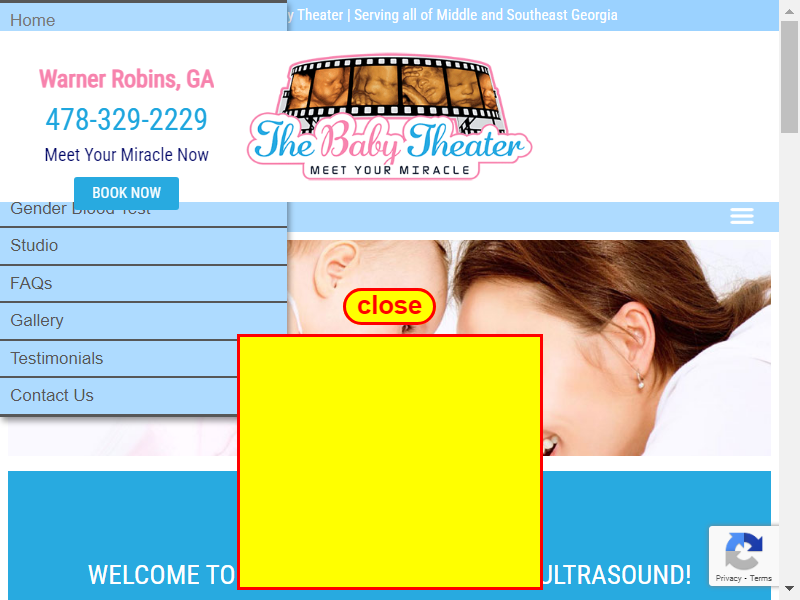 Home
y Theater | Serving all of Middle and Southeast Georgia
Warner Robins, GA
478-329-2229
Meet Your Miracle Now
BOOK NOW
The Baby Theater
MEET YOUR MIRACLE
Gender Blood Test
Studio
FAQs
Gallery
Testimonials
Contact Us
close
WELCOME TO
ULTRASOUND!
Privacy - Terms